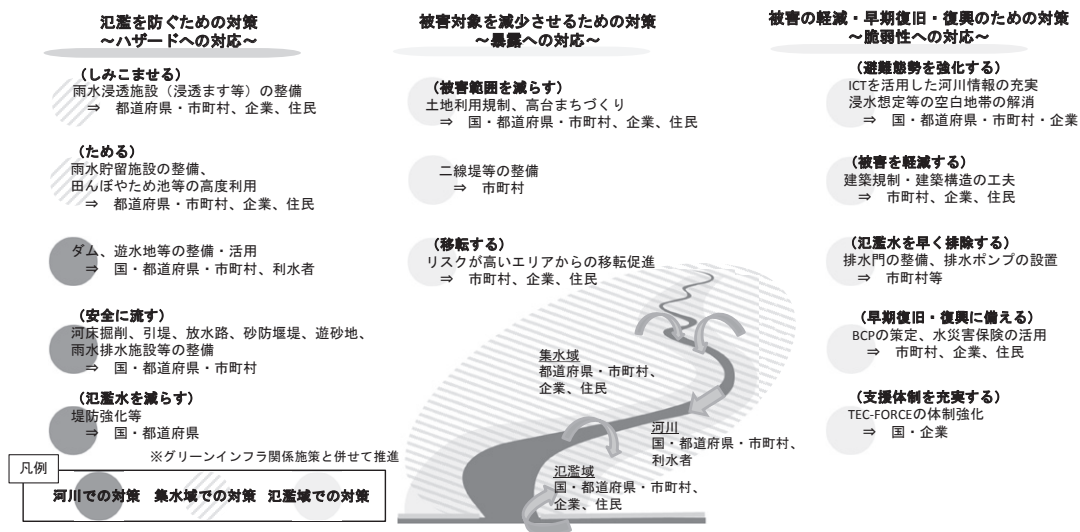 氾濫を防ぐための対策
~ハザードへの対応~
(しみこませる)
雨水浸透施設(浸透ます等)の整備
⇒ 都道府県・市町村、企業、住民
(ためる)
雨水貯留施設の整備、
田んぼやため池等の高度利用
⇒ 都道府県・市町村、企業、住民
ダム、遊水地等の整備・活用
⇒ 国・都道府県・市町村、利水者
(安全に流す)
河床掘削、引堤、放水路、砂防堰堤、遊砂地、
雨水排水施設等の整備
⇒ 国・都道府県・市町村
(氾濫水を減らす)
堤防強化等
⇒ 国・都道府県
※グリーンインフラ関係施策と併せて推進
凡例
河川での対策 集水域での対策 氾濫域での対策
被害対象を減少させるための対策
~暴露への対応~
(被害範囲を減らす)
土地利用規制、高台まちづくり
⇒ 国・都道府県・市町村、企業、住民
二線堤等の整備
⇒ 市町村
(移転する)
リスクが高いエリアからの移転促進
⇒ 市町村、企業、住民
集水域
都道府県・市町村、
企業、住民
河川
国・都道府県・市町村、
利水者
氾濫域
国・都道府県・市町村、
企業、住民
被害の軽減・早期復旧・復興のための対策
~脆弱性への対応~
(避難態勢を強化する)
ICTを活用した河川情報の充実
浸水想定等の空白地帯の解消
⇒ 国・都道府県・市町村・企業
(被害を軽減する)
建築規制・建築構造の工夫
⇒ 市町村、企業、住民
(氾濫水を早く排除する)
排水門の整備、排水ポンプの設置
⇒ 市町村等
(早期復旧・復興に備える)
BCPの策定、水災害保険の活用
⇒ 市町村、企業、住民
(支援体制を充実する)
TEC-FORCEの体制強化
⇒ 国・企業